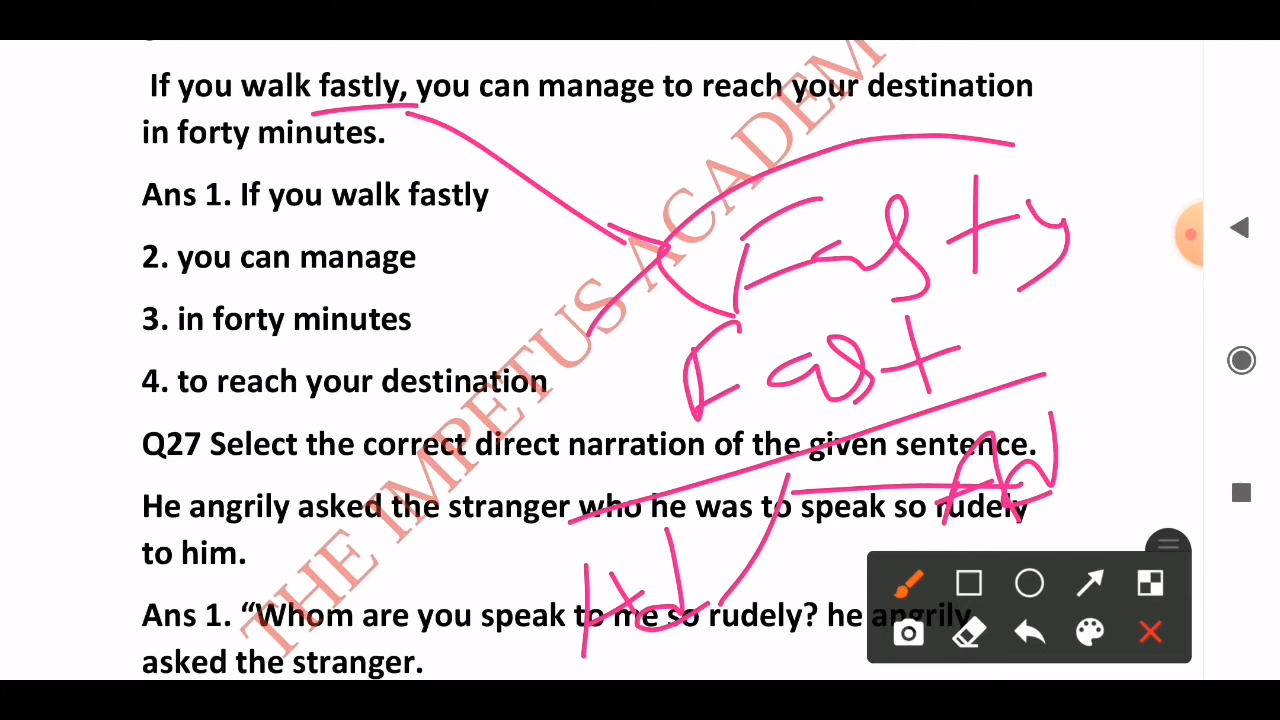 If you walk fastly, you can manage to reach your destination
in forty minutes.
Ans 1. If you walk fastly
2. you can manage
3. in forty minutes
4. to reach your destination
Fasty
Fast
Q27 Select the correct direct narration of the given sentence.
He angrily asked the stranger who he was to speak so rudely
to him.
Ans 1. “Whom are you speak to me so rudely? he angrily
asked the stranger.
THE IMPETUS ACADEM